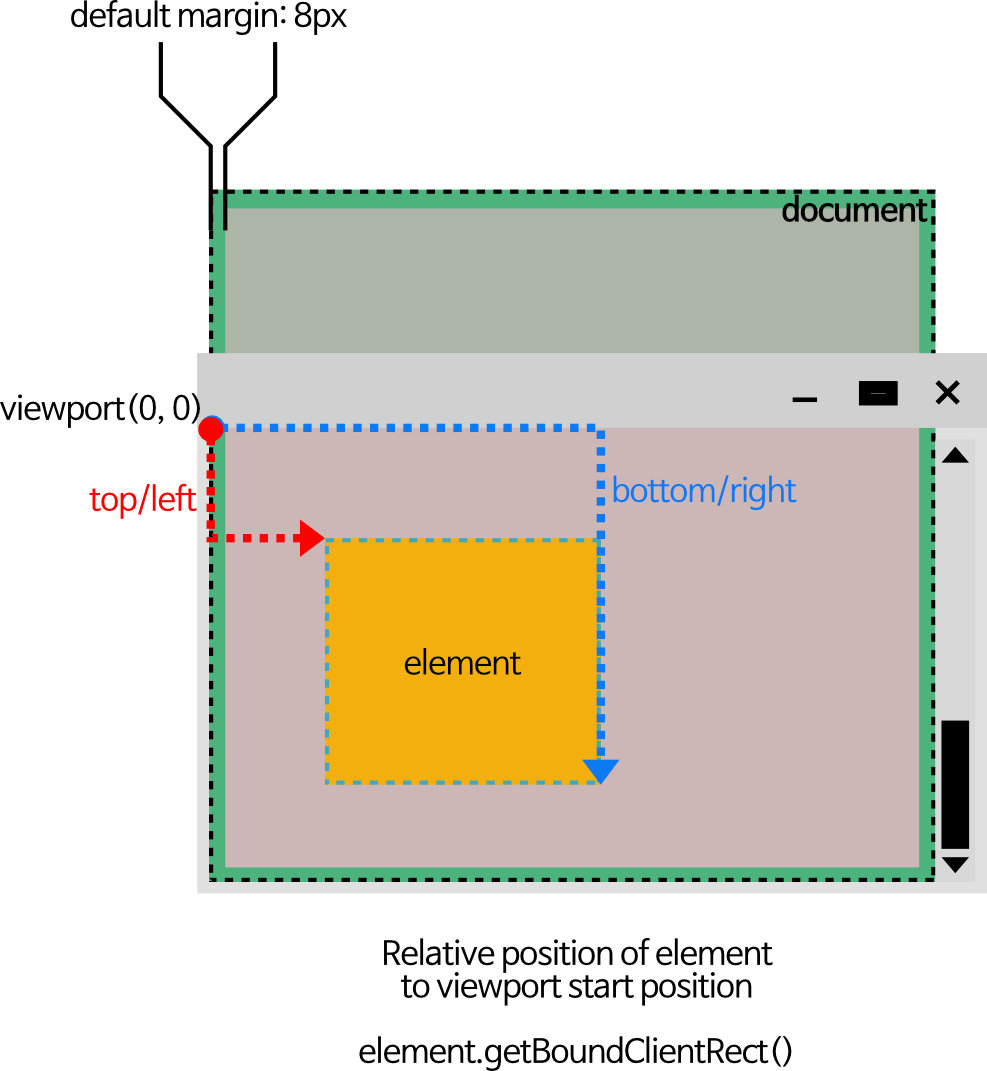 default margin: 8px
document
viewport(0, 0)
top/left
bottom/right
element
Relative position of element
to viewport start position
element.getBoundClientRect()